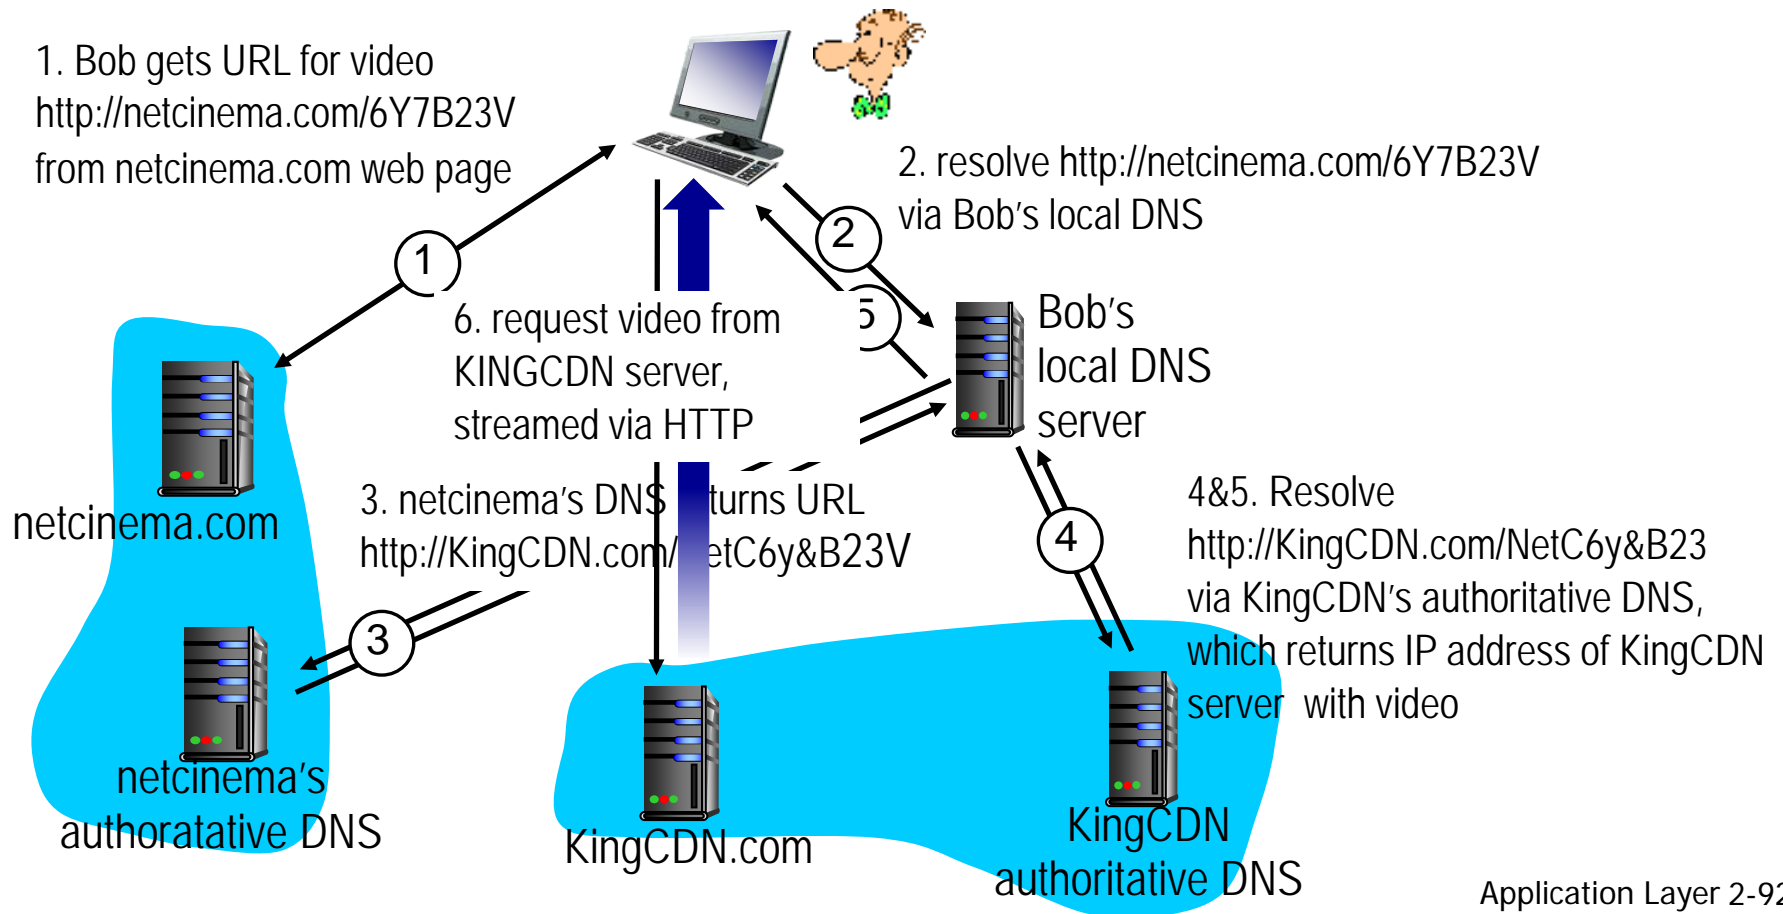 1. Bob gets URL for video
http://netcinema.com/6Y7B23V
from netcinema.com web page
2. resolve http://netcinema.com/6Y7B23V
via Bob's local DNS
1
2
5
6. request video from
KINGCDN server,
streamed via HTTP
Bob's
local DNS
server
netcinema.com
3. netcinema's DNS turns URL
http://KingCDN.com/ etC6y&B23V
4
4&5. Resolve
http://KingCDN.com/NetC6y&B23
via KingCDN's authoritative DNS,
which returns IP address of KingCDN
server with video
3
netcinema's
authoratative DNS
KingCDN.com
KingCDN
authoritative DNS
Application Layer 2-92